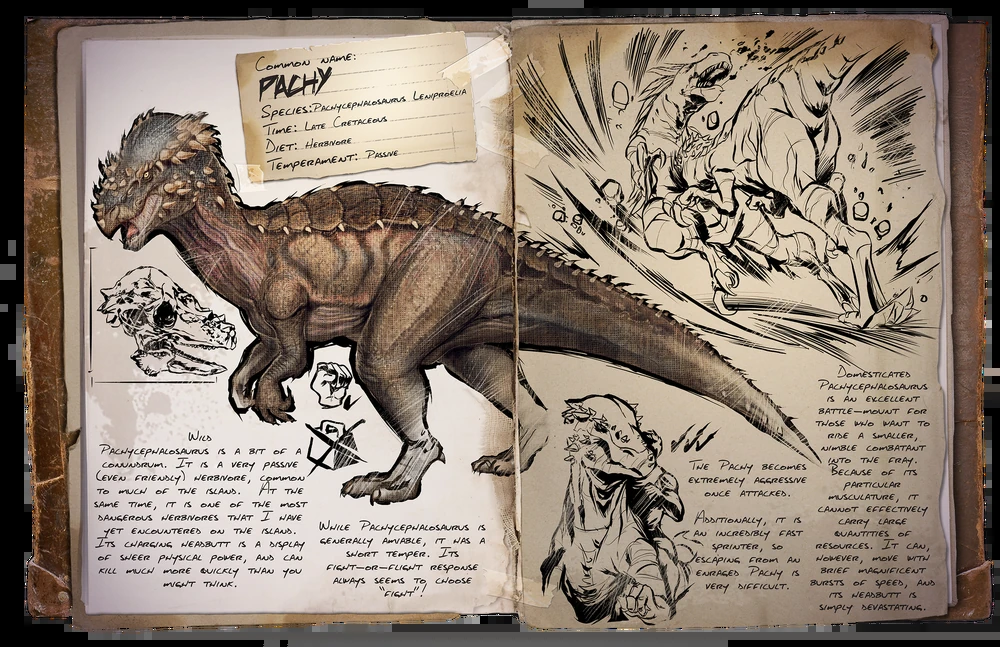 Common name:
Pachy
Species: Pachycephalosaurus Leniproelia
Time: Late Cretaceous
Diet: Herbivore
Temperament: Passive
Wild
Pachycephalosaurus is a bit of a
conundrum. It is a very passive
(even friendly) herbivore, common
to much of the island. At the
same time, it is one of the most
dangerous herbivores that I have
yet encountered on the island.
Its charging headbutt is a display
of sheer physical power, and can
kill much more quickly than you
might think.
While Pachycephalosaurus is
generally amiable, it has a
short temper. Its
fight-or-flight response
always seems to choose
"fight"!
The Pachy becomes
extremely aggressive
once attacked.
Additionally, it is
an incredibly fast
sprinter, so
escaping from an
enraged Pachy is
very difficult.
Domesticated
Pachycephalosaurus
is an excellent
battle-mount for
those who want to
ride a smaller,
nimble combatant
into the fray.
Because of its
particular
musculature, it
cannot effectively
carry large
quantities of
resources. It can,
however, move with
brief magnificent
bursts of speed, and
its headbutt is
simply devastating.